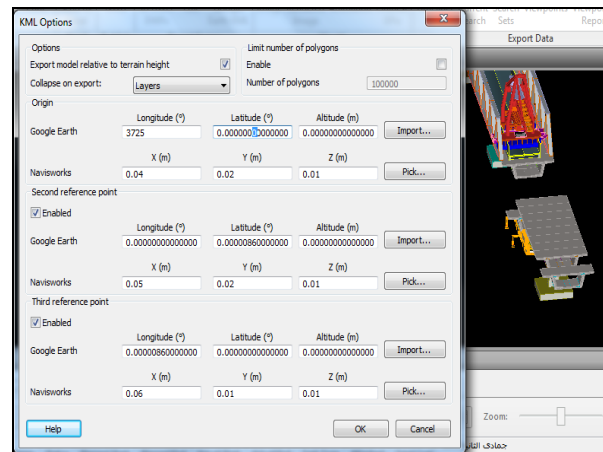 KML Options
Options
Export model relative to terrain height
Collapse on export: Layers
Limit number of polygons
Enable
Number of polygons 100000
Origin
Longitude (°) Latitude (°) Altitude (m)
Google Earth 3725 0.00000000000000 0.0000000000000 Import...
X (m) Y (m) Z (m)
Navisworks 0.04 0.02 0.01 Pick...
Second reference point
Enabled
Longitude (°) Latitude (°) Altitude (m)
Google Earth 0.00000000000000 0.00000860000000 0.0000000000000 Import...
X (m) Y (m) Z (m)
Navisworks 0.05 0.02 0.01 Pick...
Third reference point
Enabled
Longitude (°) Latitude (°) Altitude (m)
Google Earth 0.00000860000000 0.00000000000000 0.0000000000000 Import...
X (m) Y (m) Z (m)
Navisworks 0.06 0.01 0.01 Pick...
Help OK Cancel
Sets
Export Data
Zoom: